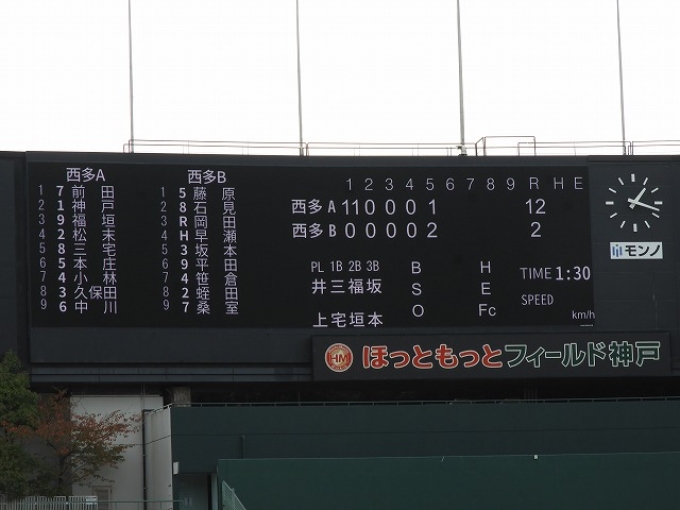 西多A
1 7 前 田
2 1 神 戸
3 9 福 垣
4 2 松 末
5 8 三 宅
6 5 本 庄
7 4 小 林
8 3 久保田
9 6 中 川
西多B
1 5 藤 原
2 8 石 見
3 R 岡 田
4 H 早 瀬
5 3 坂 本
6 9 平 田
7 4 笹 倉
8 2 蛭 田
9 7 桑 室
1 2 3 4 5 6 7 8 9 R H E
西多A 11 0 0 0 1 12
西多B 0 0 0 0 2 2
PL 1B 2B 3B
井三福坂
上宅垣本
B
S
O
H
E
Fc
TIME 1:30
SPEED
km/h
モンノ
HM ほっともっとフィールド神戸